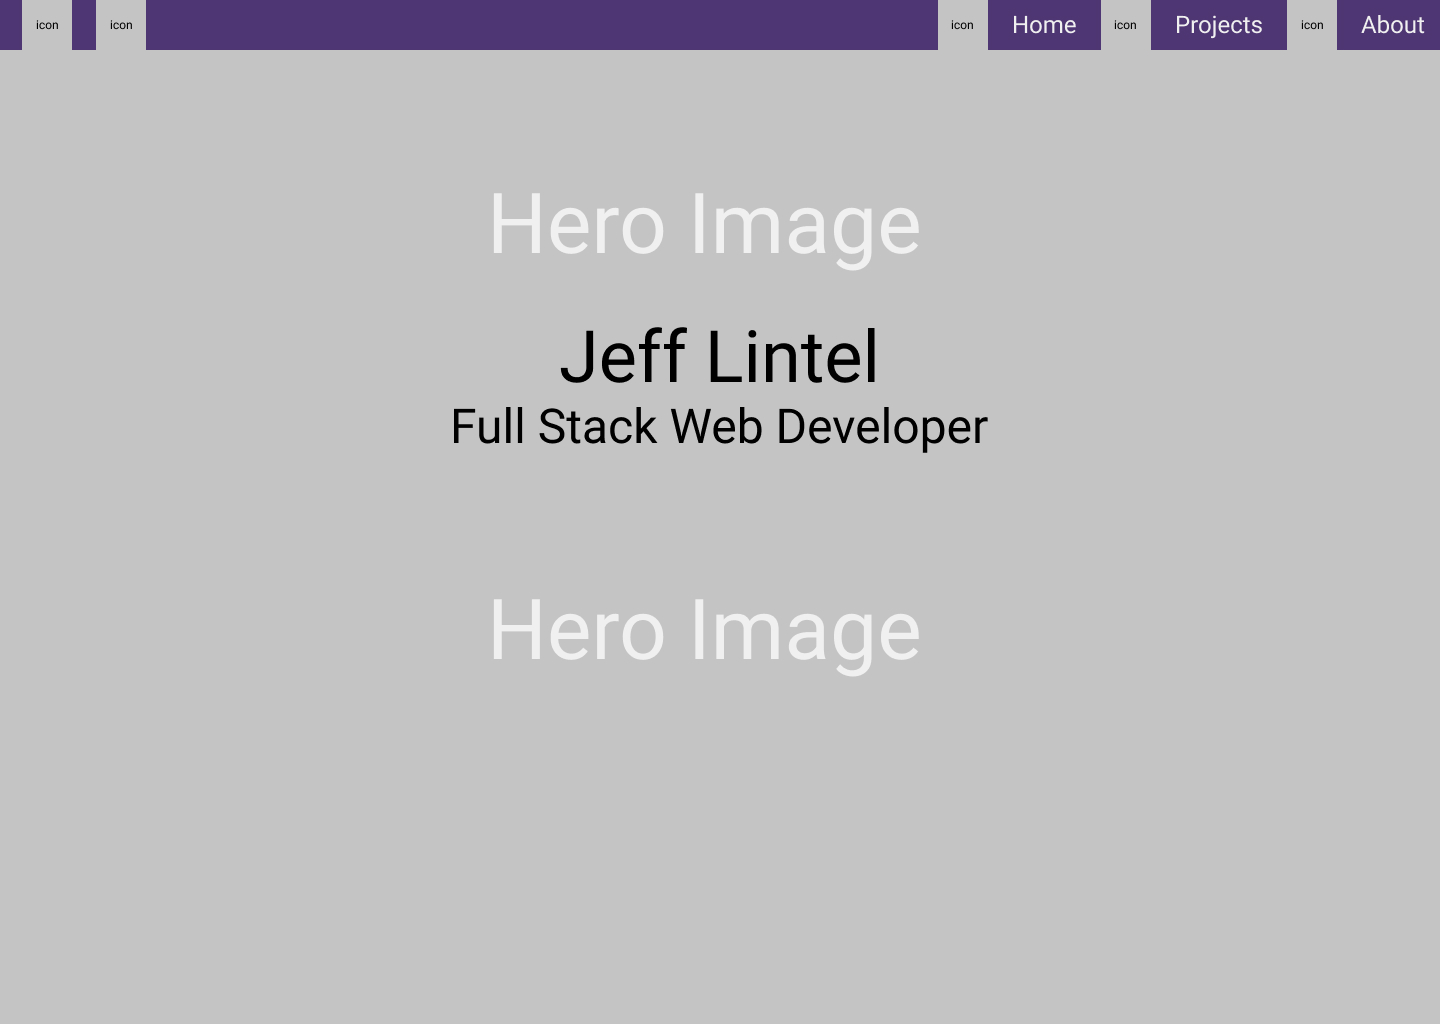 icon icon icon Home icon Projects icon About
Hero Image
Jeff Lintel
Full Stack Web Developer
Hero Image